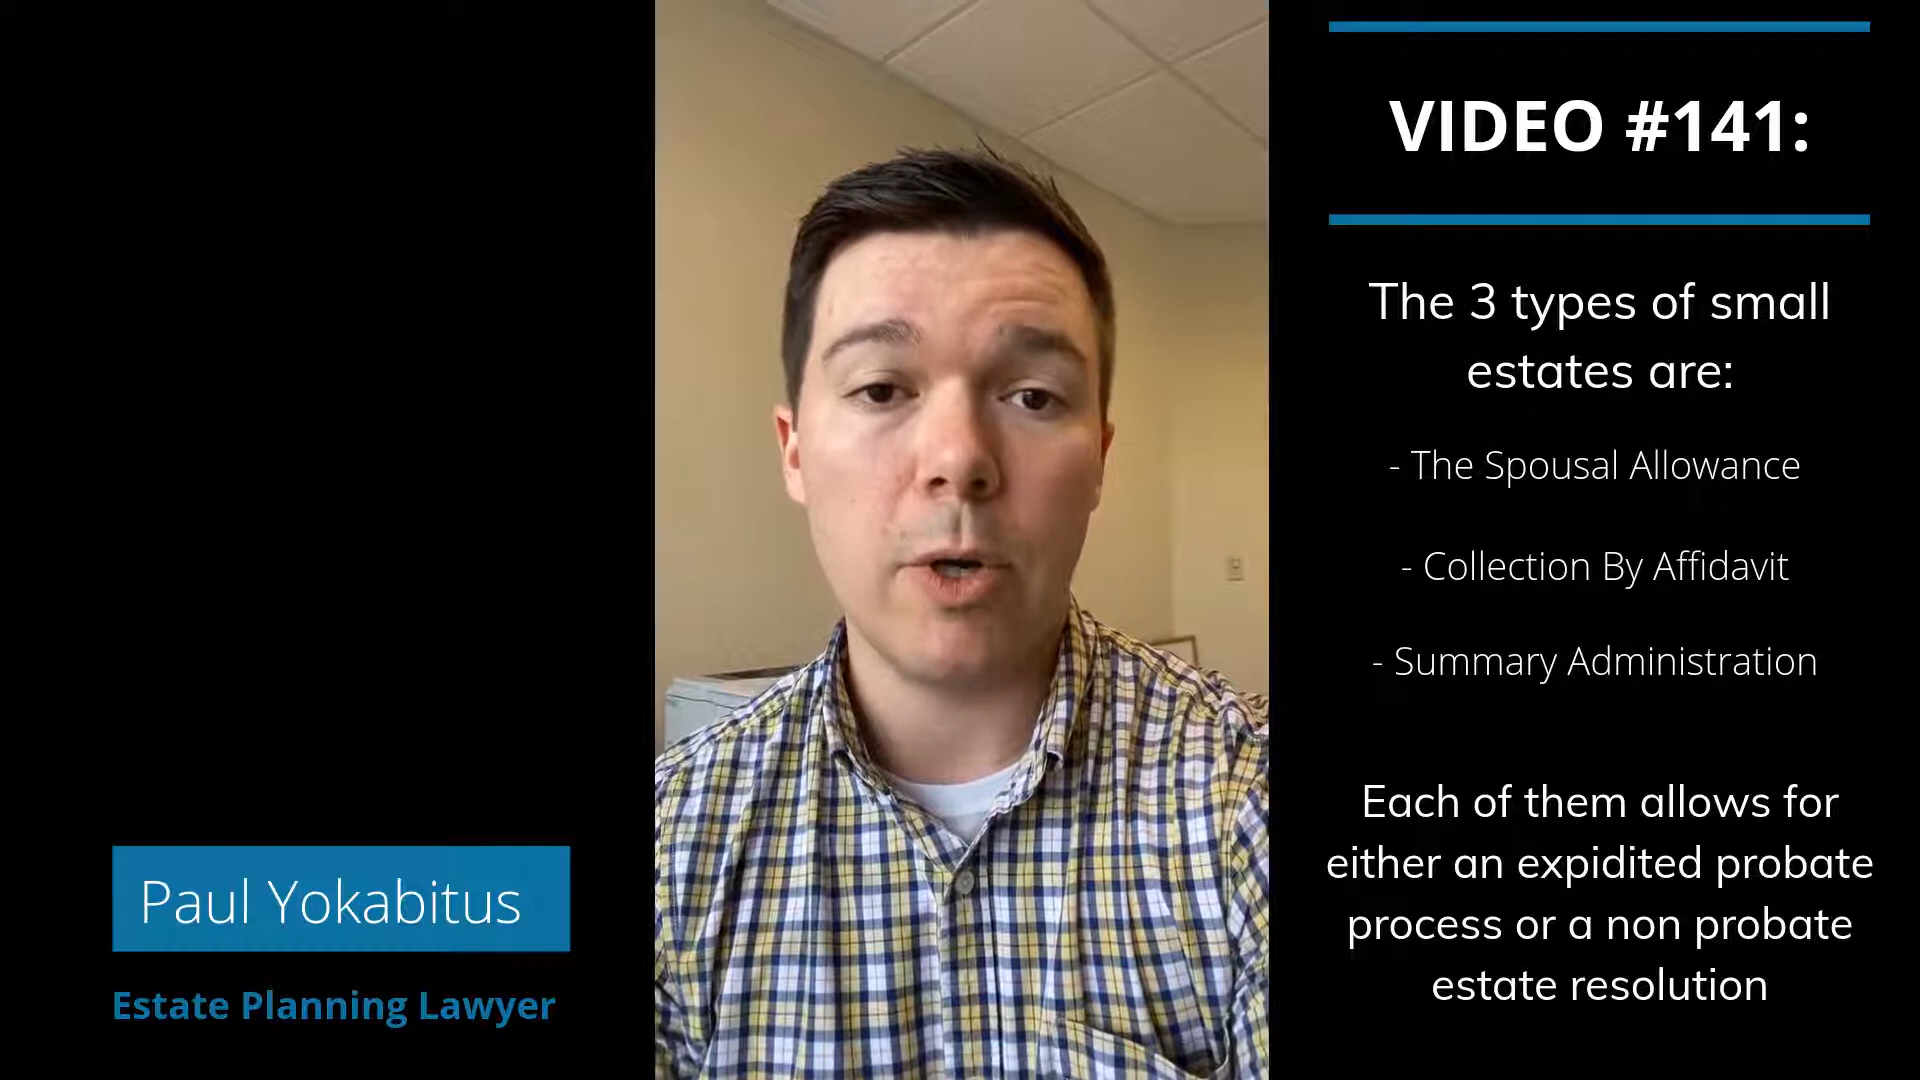 VIDEO #141:
The 3 types of small
estates are:
- The Spousal Allowance
- Collection By Affidavit
- Summary Administration
Each of them allows for
either an expidited probate
process or a non probate
estate resolution
Paul Yokabitus
Estate Planning Lawyer